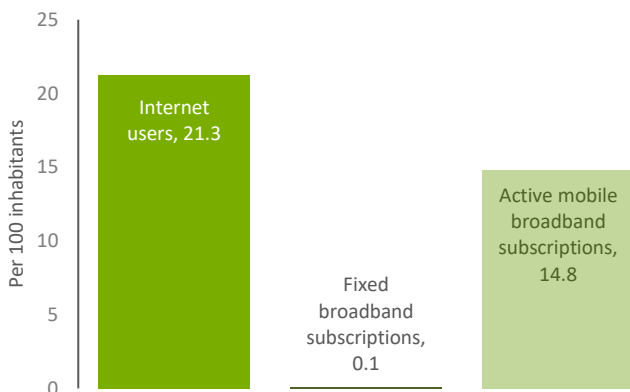 25
20
15
10
5
0
Per 100 inhabitants
Internet
users, 21.3
Fixed
broadband
subscriptions,
0.1
Active mobile
broadband
subscriptions,
14.8